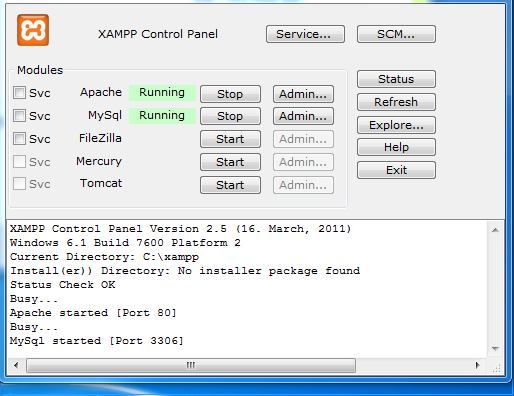 XAMPP Control Panel Service... SCM...
Modules
Svc Apache Running Stop Admin...
Svc MySql Running Stop Admin...
Svc FileZilla Start Admin...
Svc Mercury Start Admin...
Svc Tomcat Start Admin...
Status
Refresh
Explore...
Help
Exit
XAMPP Control Panel Version 2.5 (16. March, 2011)
Windows 6.1 Build 7600 Platform 2
Current Directory: C:\xampp
Install(er)) Directory: No installer package found
Status Check OK
Busy...
Apache started [Port 80]
Busy...
MySql started [Port 3306]